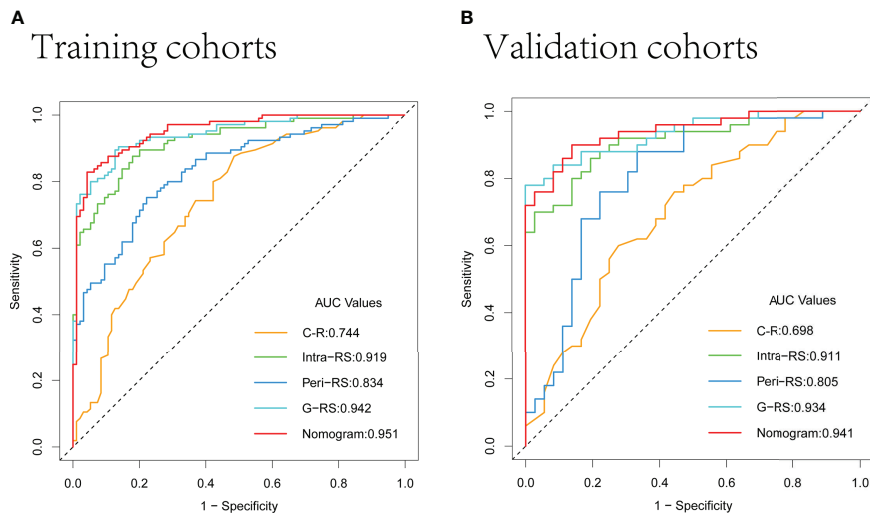 A
Training cohorts
1.0
0.8
0.6
0.4
0.2
0.0
Sensitivity
AUC Values
C-R:0.744
Intra-RS:0.919
Peri-RS:0.834
G-RS:0.942
Nomogram:0.951
0.0 0.2 0.4 0.6 0.8 1.0
1 - Specificity
B
Validation cohorts
1.0
0.8
0.6
0.4
0.2
0.0
Sensitivity
AUC Values
C-R:0.698
Intra-RS:0.911
Peri-RS:0.805
G-RS:0.934
Nomogram:0.941
0.0 0.2 0.4 0.6 0.8 1.0
1 - Specificity